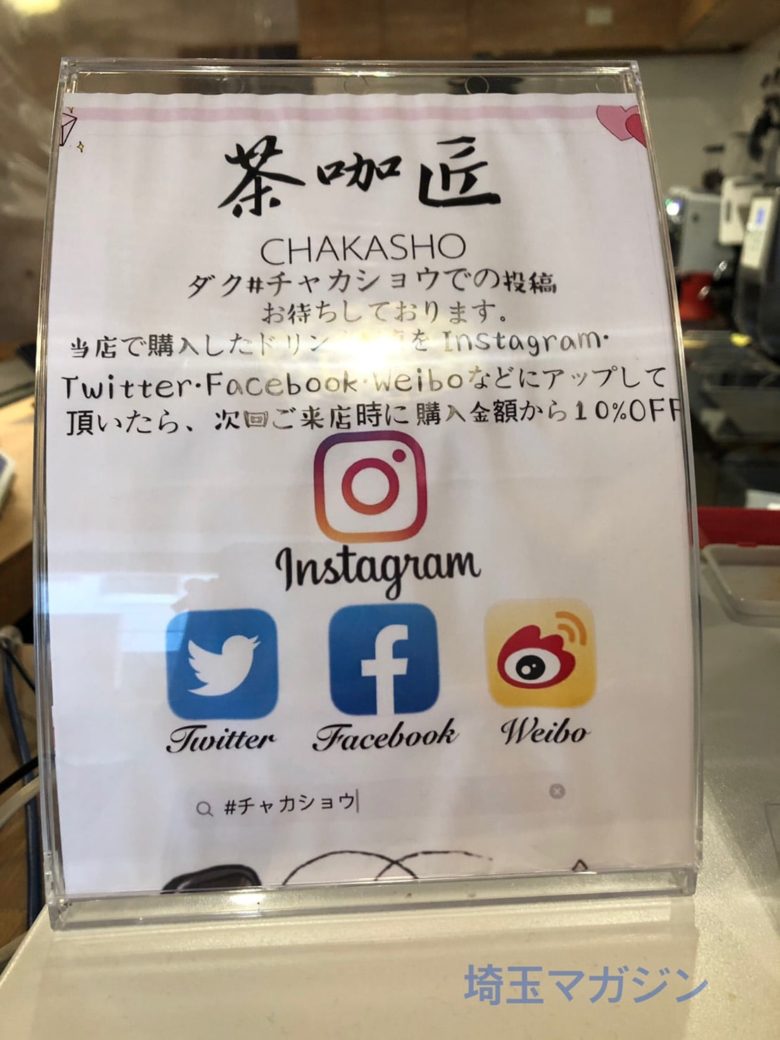 茶咖匠
CHAKASHO
ダク#チャカショウでの投稿
お待ちしております。
当店で購入したドリン を Instagram・
Twitter・Facebook・Weiboなどにアップして
頂いたら、次回ご来店時に購入金額から10%OFF
Instagram
Twitter Facebook Weibo
#チャカショウ
埼玉マガジン